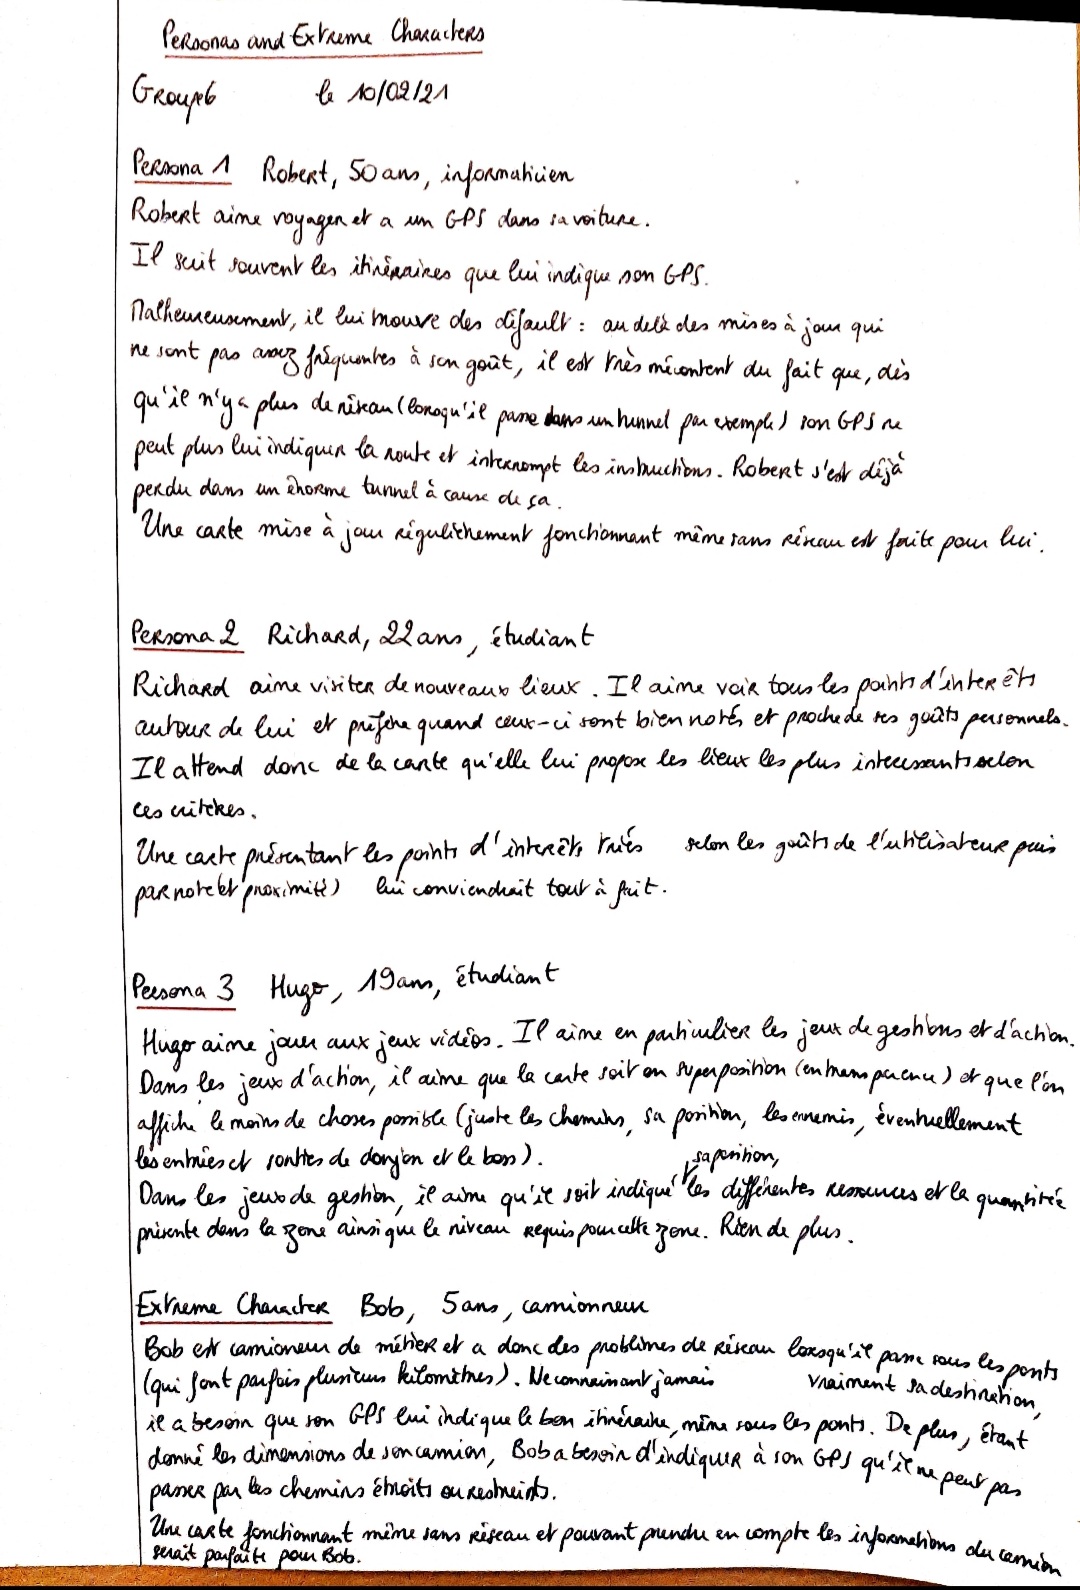 Personas and Extreme Characters
Groupe 6 le 10/02/21
Persona 1 Robert, 50 ans, informaticien
Robert aime voyager et a un GPS dans sa voiture.
Il suit souvent les itinéraires que lui indique son GPS.
Malheureusement, il lui trouve des défault : au delà des mises à jour qui
ne sont pas assez fréquentes à son goût, il est très mécontent du fait que, dès
qu'il n'y a plus de réseau (lorsqu'il passe dans un tunnel par exemple) son GPS ne
peut plus lui indiquer la route et interrompt les instructions. Robert s'est déjà
perdu dans un énorme tunnel à cause de ça.
Une carte mise à jour régulièrement fonctionnant même sans réseau est faite pour lui.
Persona 2 Richard, 22 ans, étudiant
Richard aime visiter de nouveaux lieux. Il aime voir tous les points d'interêts
autour de lui et préfère quand ceux-ci sont bien notés et proche de ses goûts personnels.
Il attend donc de la carte qu'elle lui propose les lieux les plus interessants selon
ces critères.
Une carte présentant les points d'interêts triés selon les goûts de l'utilisateur puis
par note (et proximité) lui conviendrait tout à fait.
Persona 3 Hugo, 19 ans, étudiant
Hugo aime jouer aux jeux vidéos. Il aime en particulier les jeux de gestions et d'action.
Dans les jeux d'action, il aime que la carte soit en superposition (en transparence) et que l'on
affiche le moins de choses possible (juste les chemins, sa position, les ennemis, éventuellement
les entrées et sorties de donjon et le boss).
sa position,
Dans les jeux de gestion, il aime qu'il soit indiqué les différentes ressources et la quantitée
présente dans la zone ainsi que le niveau requis pour cette zone. Rien de plus.
Extreme Character Bob, 5 ans, camionneur
Bob est camioneur de métier et a donc des problèmes de réseau lorsqu'il passe sous les ponts
(qui font parfois plusieurs kilomètres). Ne connaissant jamais vraiment sa destination,
il a besoin que son GPS lui indique le bon itinéraire, même sous les ponts. De plus, étant
donné les dimensions de son camion, Bob a besoin d'indiquer à son GPS qu'il ne peut pas
passer par les chemins étroits ou restreints.
Une carte fonctionnant même sans réseau et pouvant prendre en compte les informations du camion
serait parfaite pour Bob.